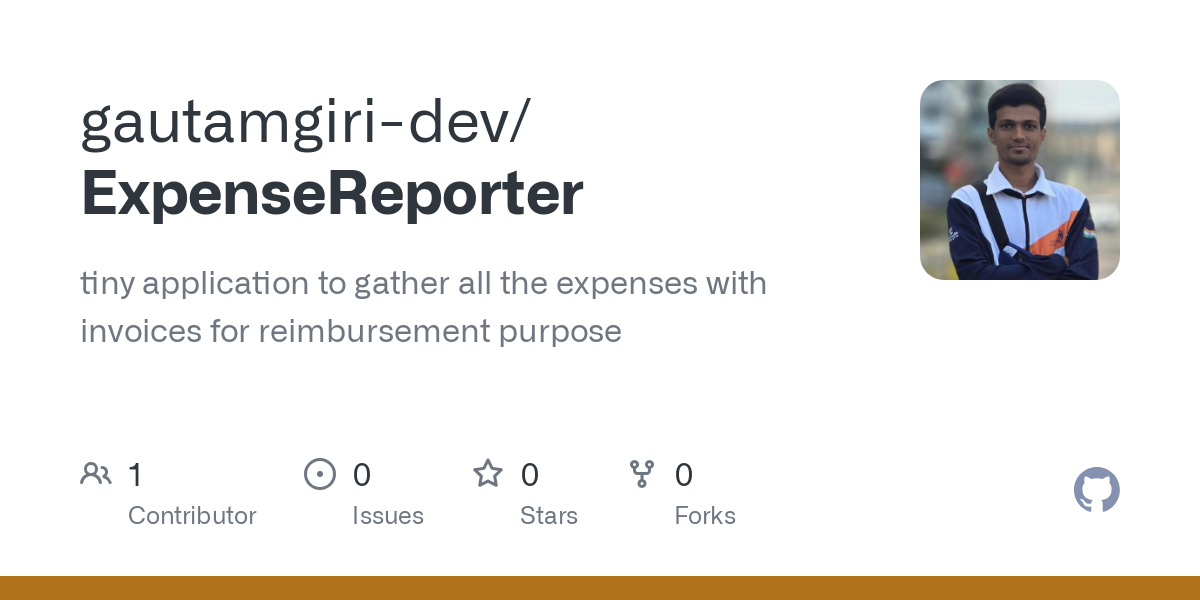 gautamgiri-dev/
ExpenseReporter
tiny application to gather all the expenses with
invoices for reimbursement purpose
1 0 0 0
Contributor Issues Stars Forks